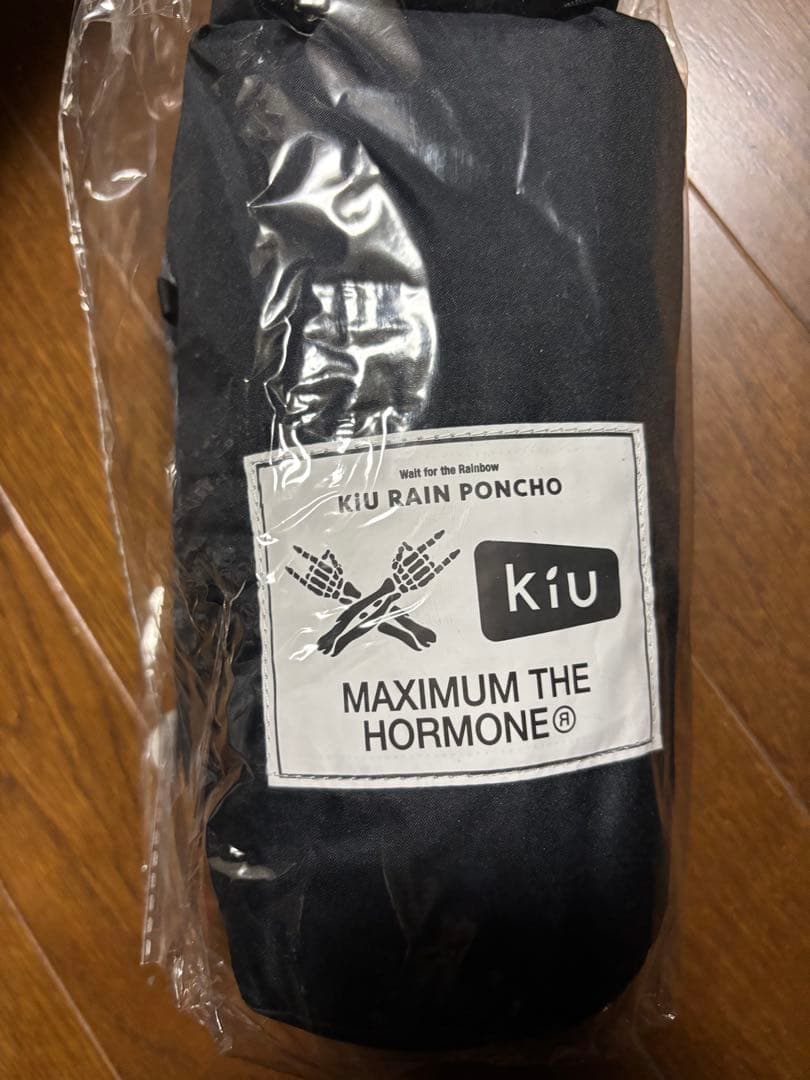 Wait for the Rainbow
KiU RAIN PONCHO
kiu
MAXIMUM THE
HORMONE®